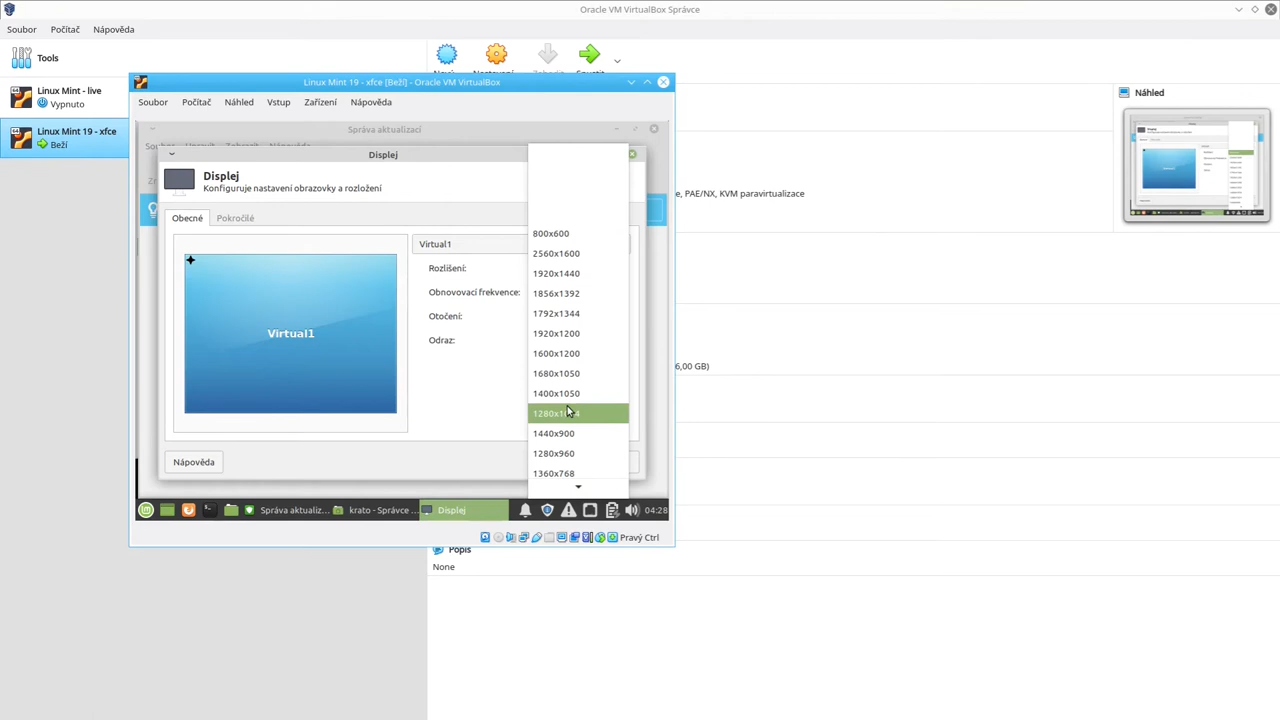 Oracle VM VirtualBox Správce
Soubor Počítač Nápověda
Tools
Linux Mint - live
Vypnuto
Linux Mint 19 - xfce
Beží
Linux Mint 19 - xfce [Beží] - Oracle VM VirtualBox
Soubor Počítač Náhled Vstup Zařízení Nápověda
Správa aktualizací
Displej
Displej
Konfiguruje nastavení obrazovky a rozložení
Obecné Pokročilé
Virtual1
Virtual1
Rozlišení:
Obnovovací frekvence:
Otočení:
Odraz:
800x600
2560x1600
1920x1440
1856x1392
1792x1344
1920x1200
1600x1200
1680x1050
1400x1050
1440x900
1280x960
1360x768
Nápověda
Správa aktualiz... krato - Správce ... Displej 04:28
Pravý Ctrl
Náhled
e, PAE/NX, KVM paravirtualizace
6,00 GB)
Popis
None